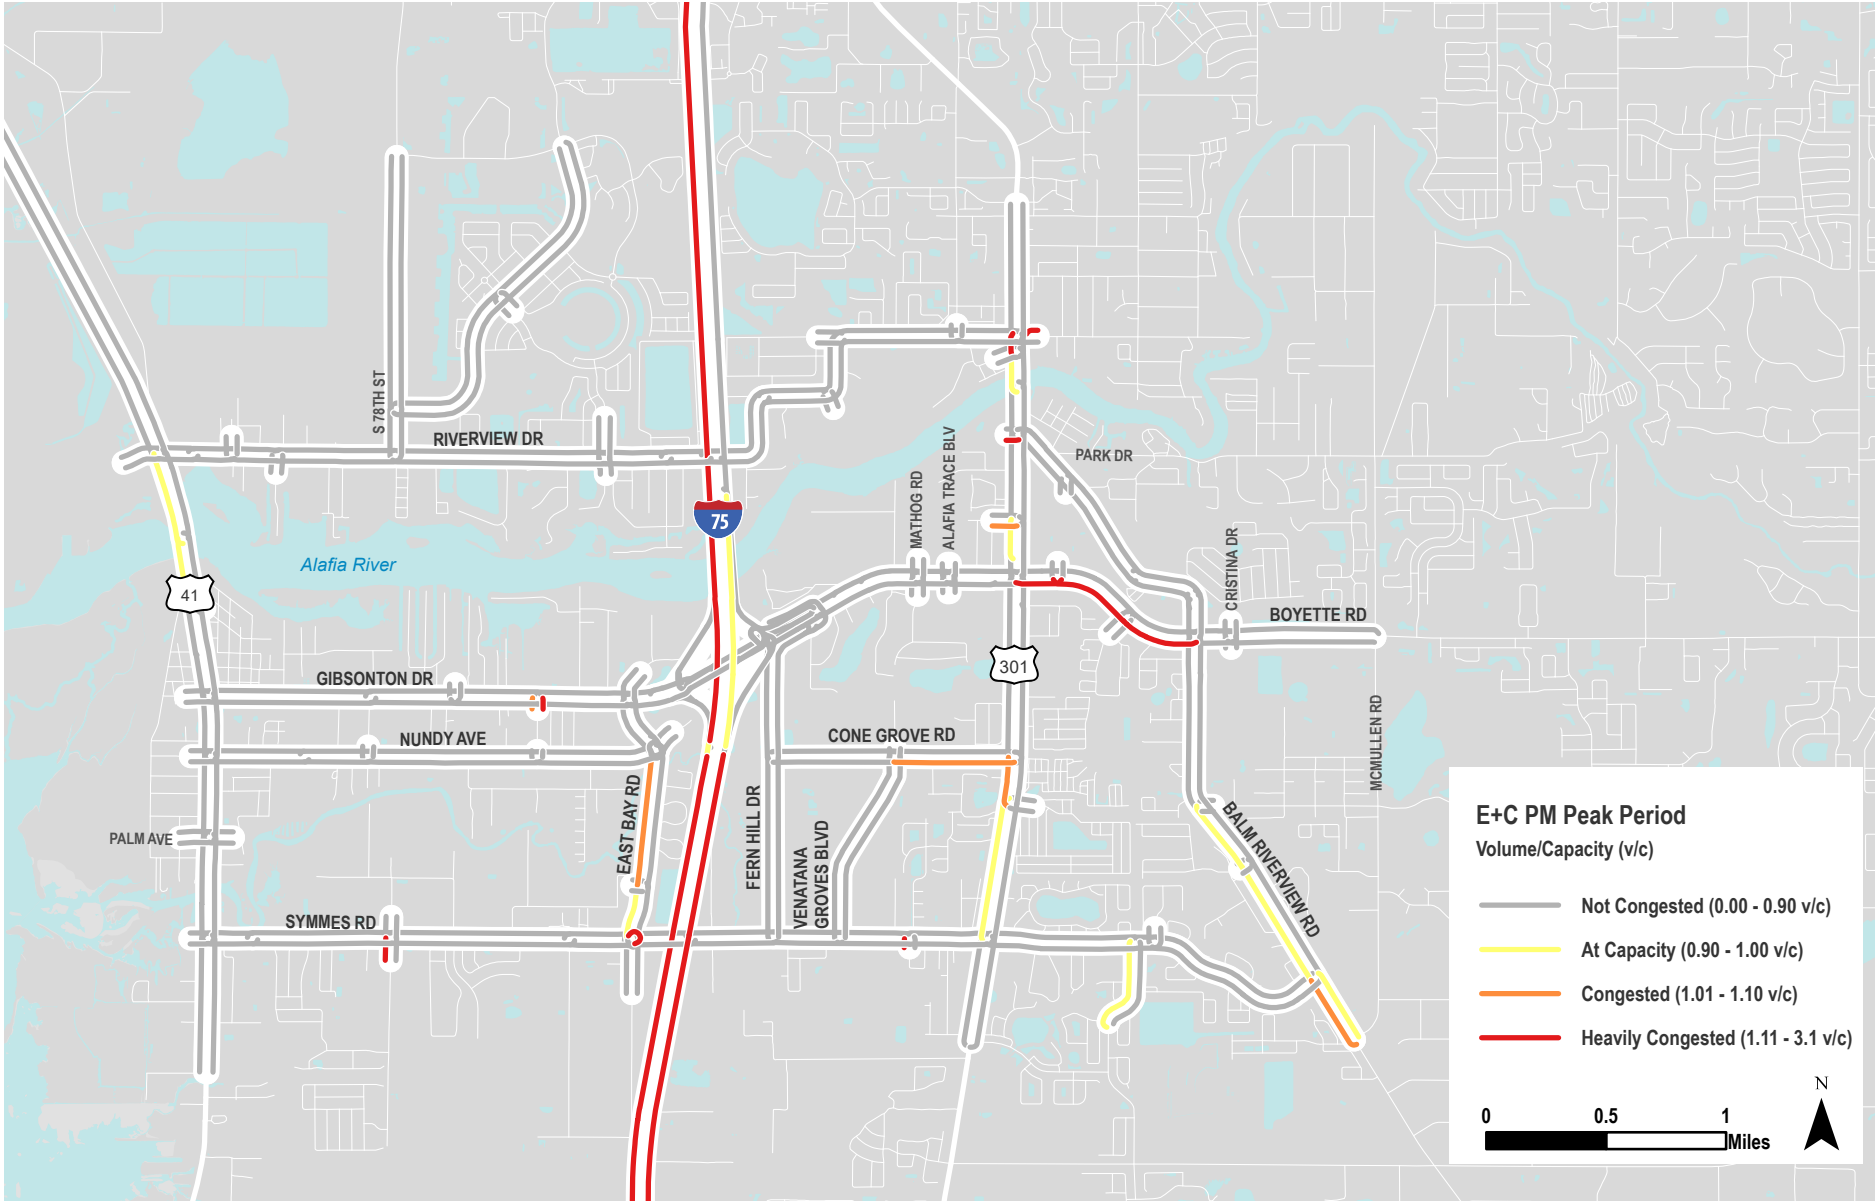 S 78TH ST
RIVERVIEW DR
75
Alafia River
41
MATHOG RD
ALAFIA TRACE BLV
PARK DR
CRISTINA DR
BOYETTE RD
301
GIBSONTON DR
NUNDY AVE
CONE GROVE RD
MCMULLEN RD
PALM AVE
EAST BAY RD
FERN HILL DR
VENATANA
GROVES BLVD
BALM RIVERVIEW RD
SYMMES RD
E+C PM Peak Period
Volume/Capacity (v/c)
Not Congested (0.00 - 0.90 v/c)
At Capacity (0.90 - 1.00 v/c)
Congested (1.01 - 1.10 v/c)
Heavily Congested (1.11 - 3.1 v/c)
N
0 0.5 1
Miles